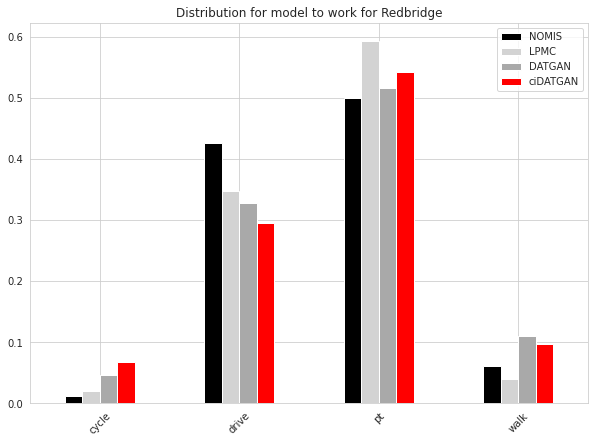 Distribution for model to work for Redbridge
NOMIS
LPMC
DATGAN
ciDATGAN
0.6
0.5
0.4
0.3
0.2
0.1
0.0
cycle
drive
pt
walk